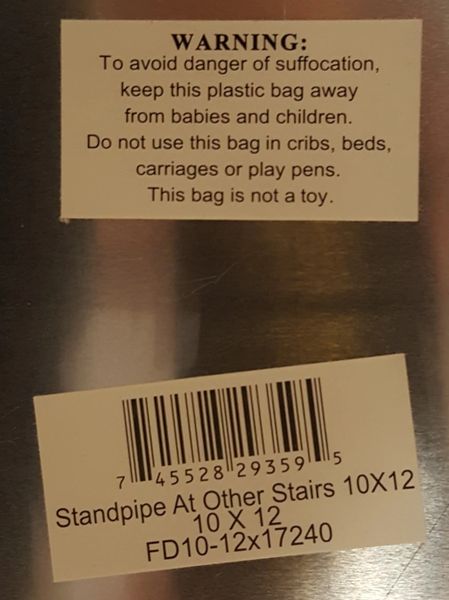 WARNING:
To avoid danger of suffocation,
keep this plastic bag away
from babies and children.
Do not use this bag in cribs, beds,
carriages or play pens.
This bag is not a toy.
7 45528 29359 5
Standpipe At Other Stairs 10X12
10 X 12
FD10-12x17240